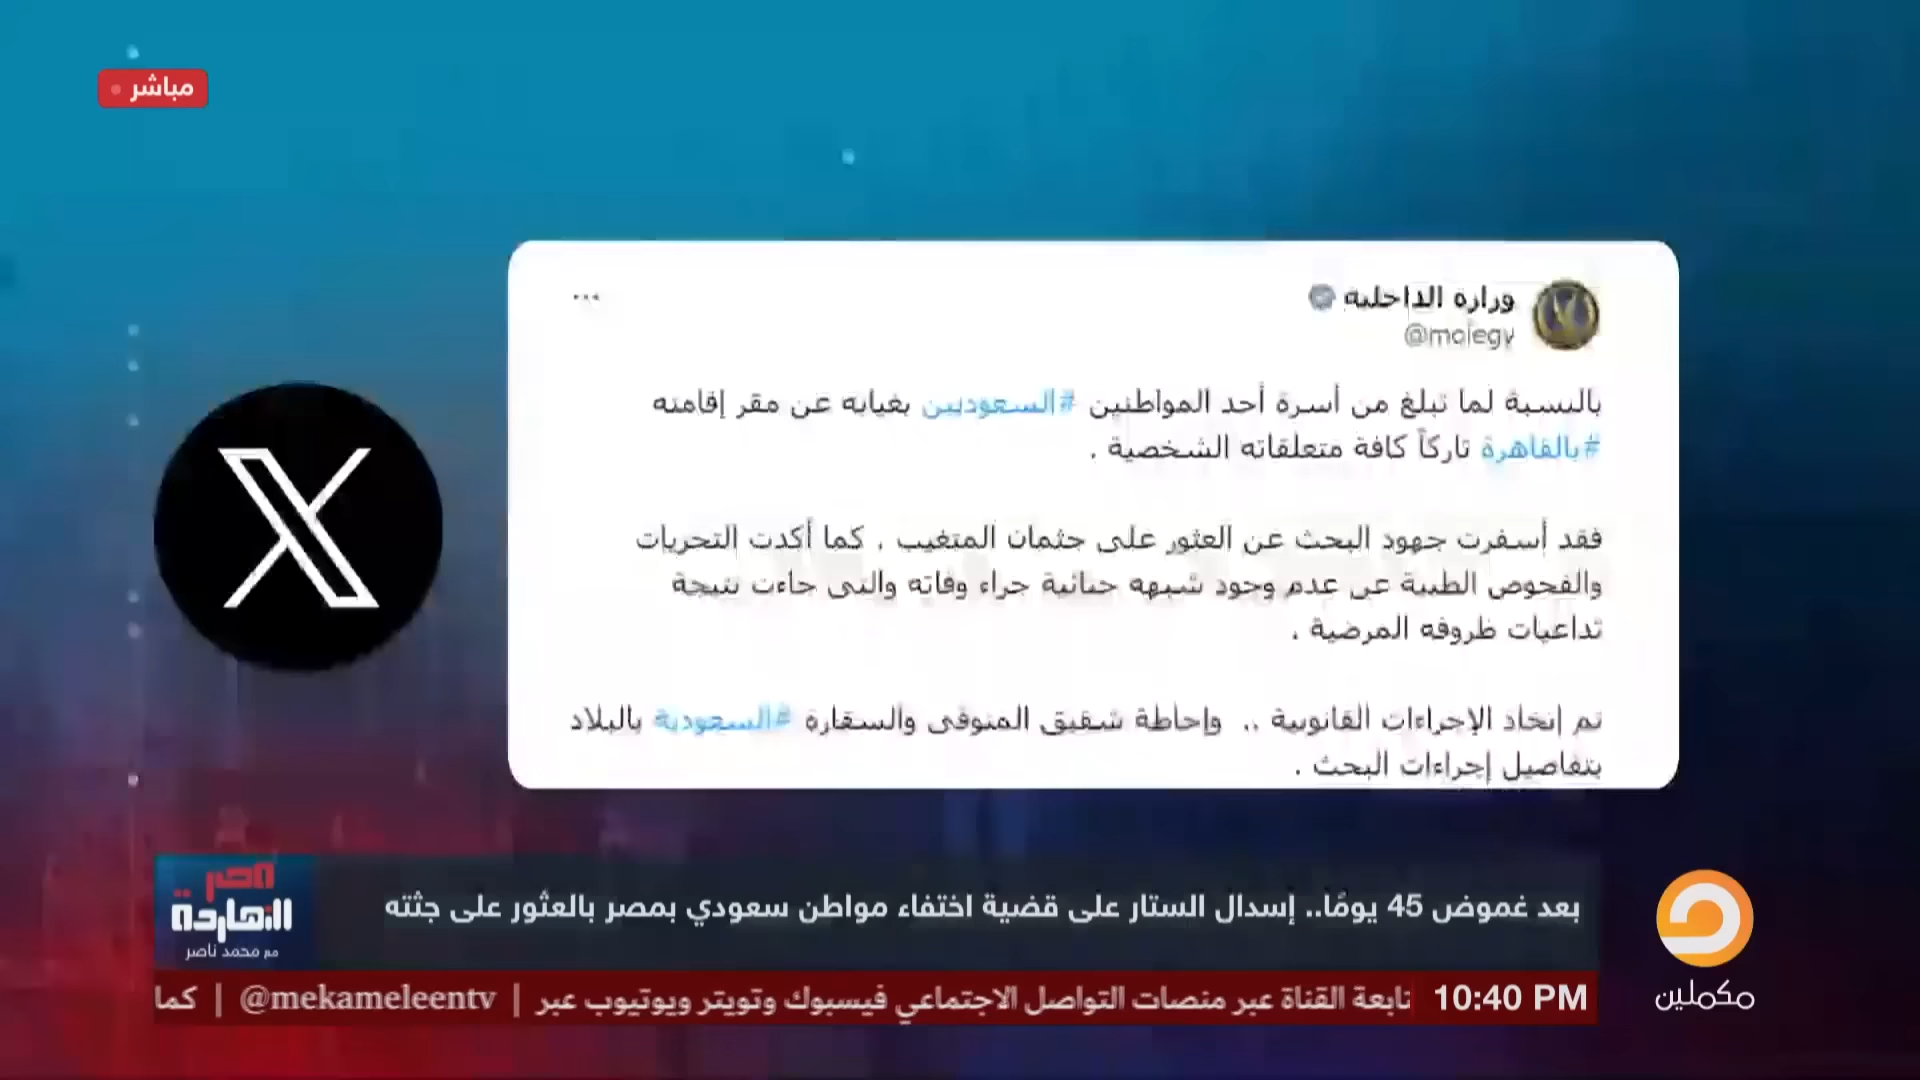 مباشر
وزارة الداخلية
@moiegy
بالنسبة لما تبلغ من أسرة أحد المواطنين #السعوديين بغيابه عن مقر إقامته
#بالقاهرة تاركاً كافة متعلقاته الشخصية .
فقد أسفرت جهود البحث عن العثور على جثمان المتغيب . كما أكدت التحريات
والفحوص الطبية عن عدم وجود شبهه جنائية جراء وفاته والتى جاءت نتيجة
تداعيات ظروفه المرضية .
تم إتخاذ الإجراءات القانونية .. وإحاطة شقيق المتوفى والسفارة #السعودية بالبلاد
بتفاصيل إجراءات البحث .
بعد غموض 45 يومًا.. إسدال الستار على قضية اختفاء مواطن سعودي بمصر بالعثور على جثته
مصر
النهاردة
مع محمد ناصر
10:40 PM
تابعة القناة عبر منصات التواصل الاجتماعي فيسبوك وتويتر ويوتيوب عبر | @mekameleentv | كما
مكملين